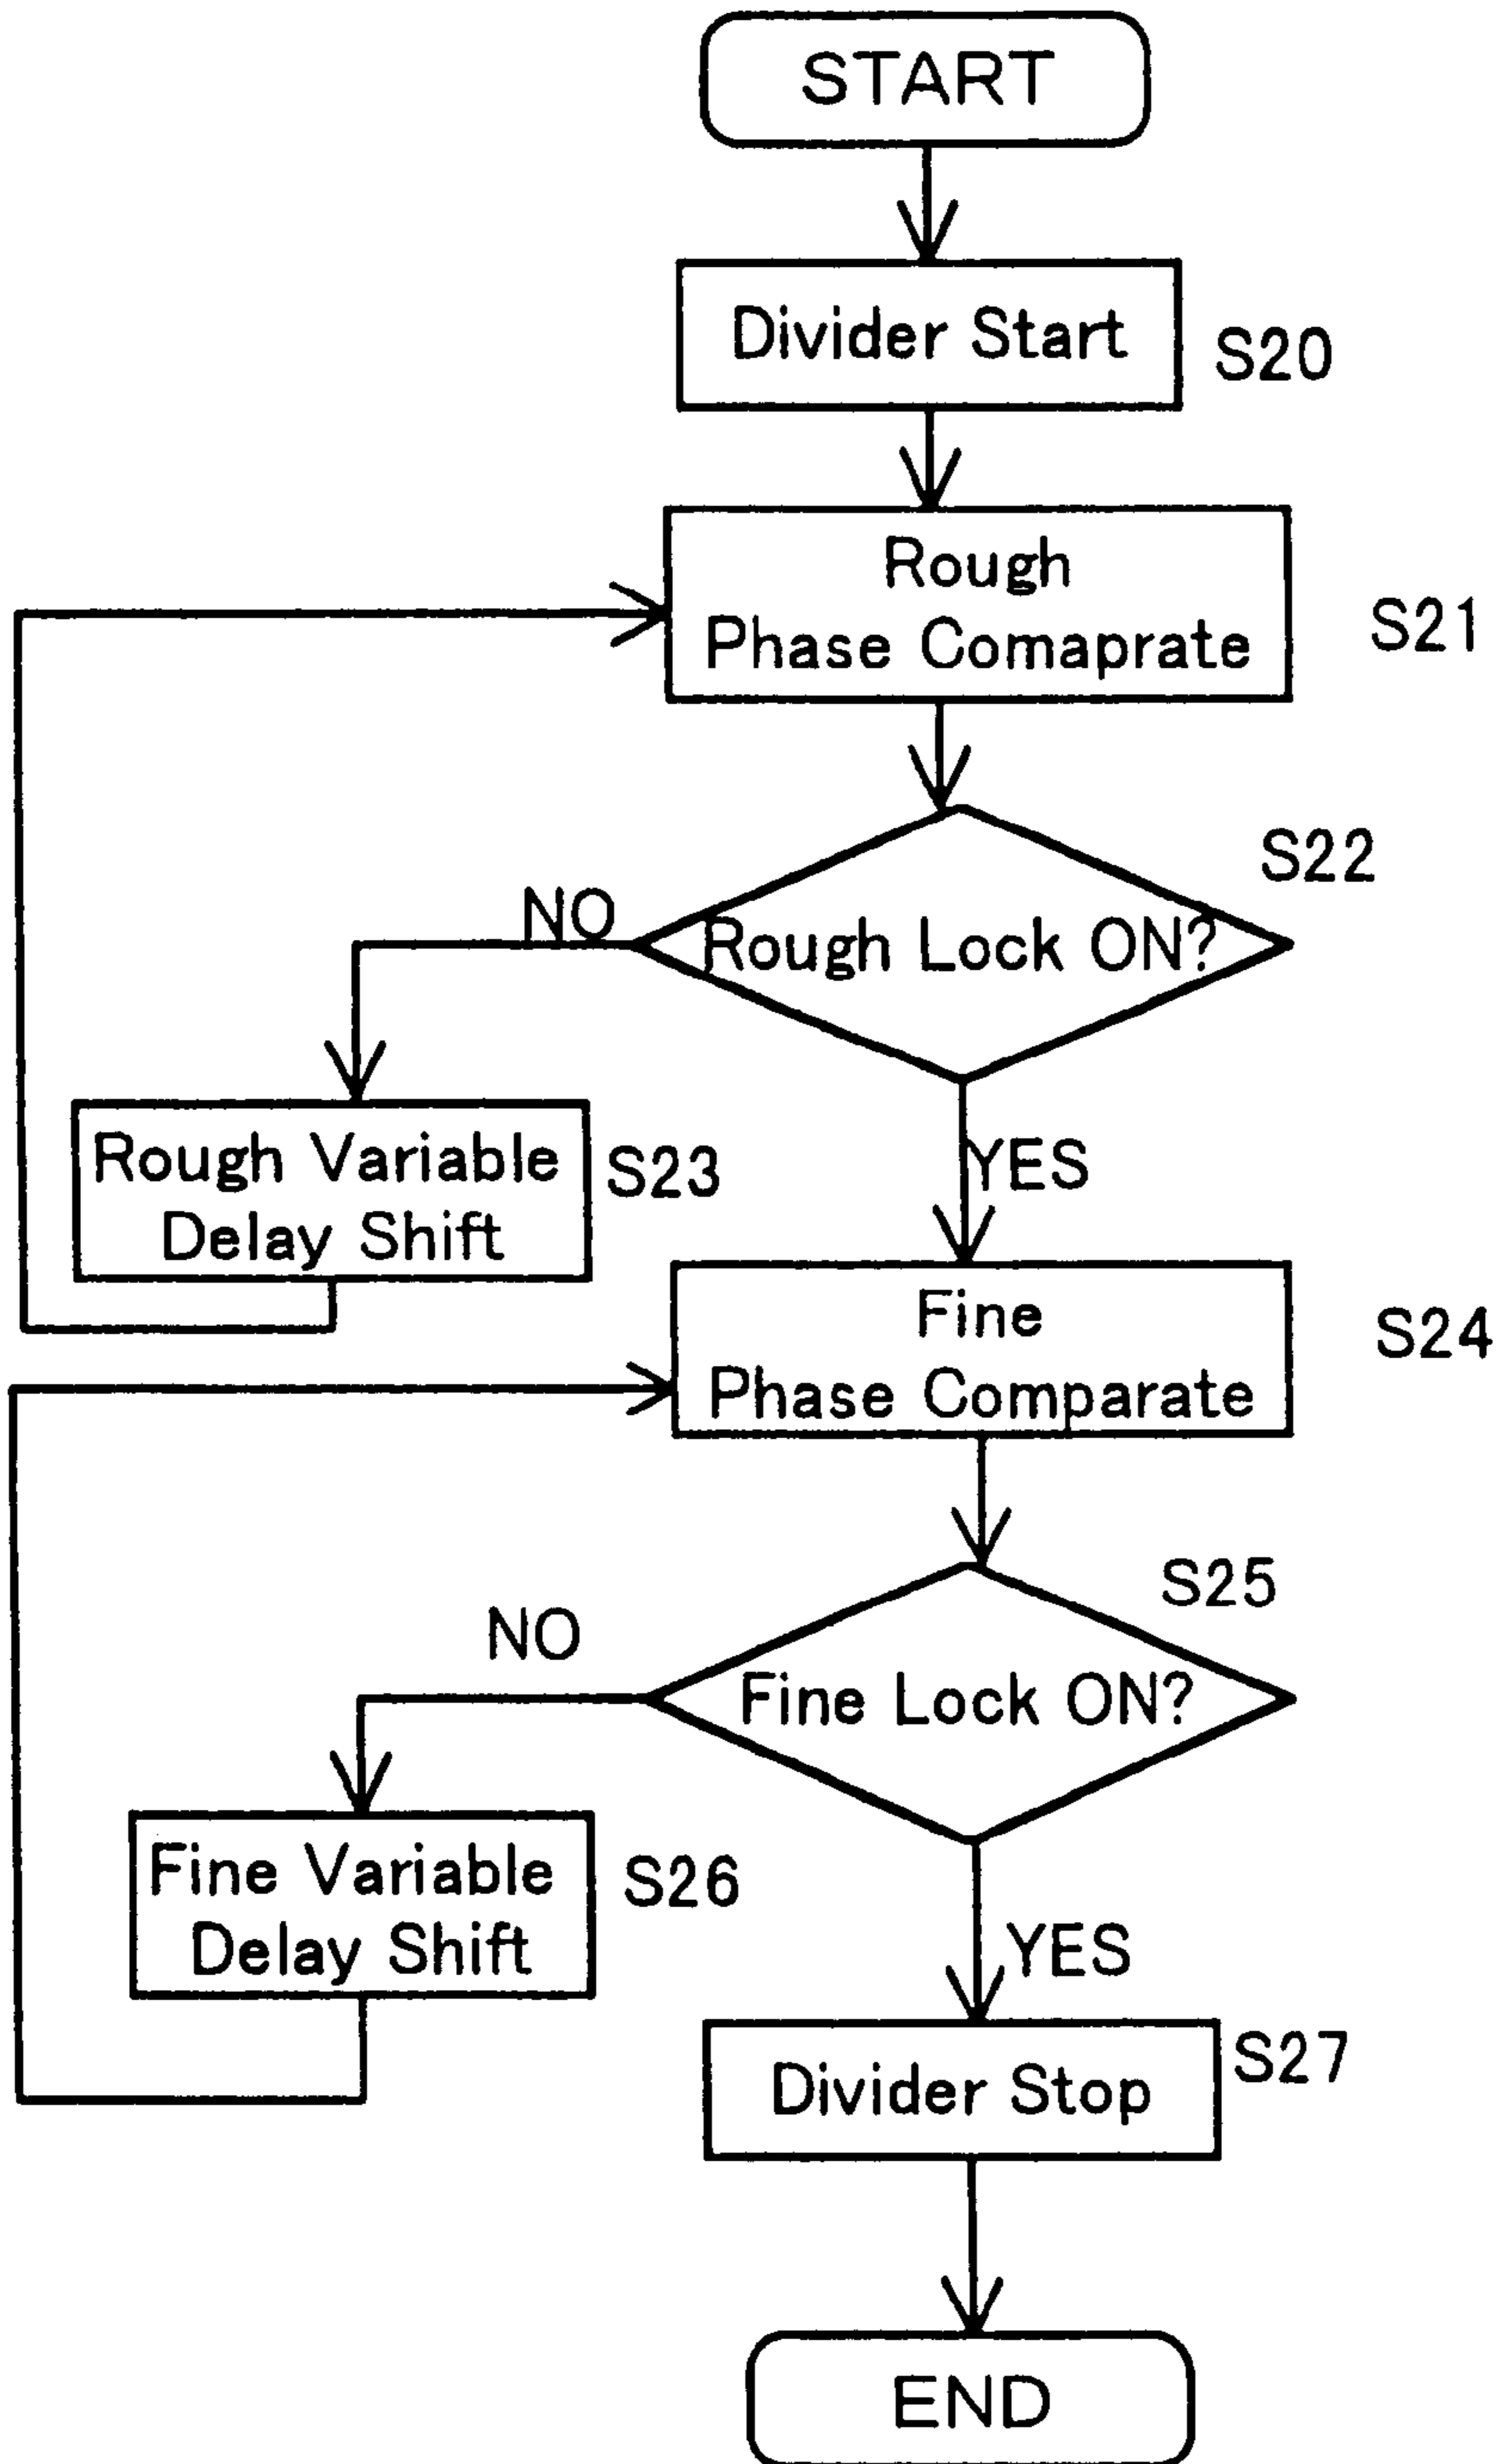 START
Divider Start
S20
Rough
Phase Comaprate
S21
S22
Rough Lock ON?
NO
YES
Rough Variable
Delay Shift
S23
Fine
Phase Comparate
S24
S25
Fine Lock ON?
NO
YES
Fine Variable
Delay Shift
S26
Divider Stop
S27
END